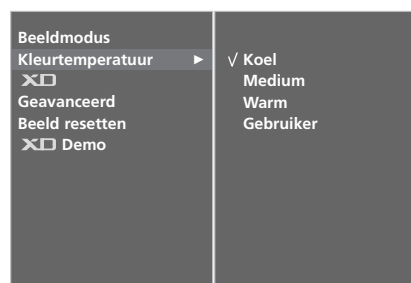 Beeldmodus
Kleurtemperatuur ►
XD
Geavanceerd
Beeld resetten
XD Demo
√ Koel
Medium
Warm
Gebruiker